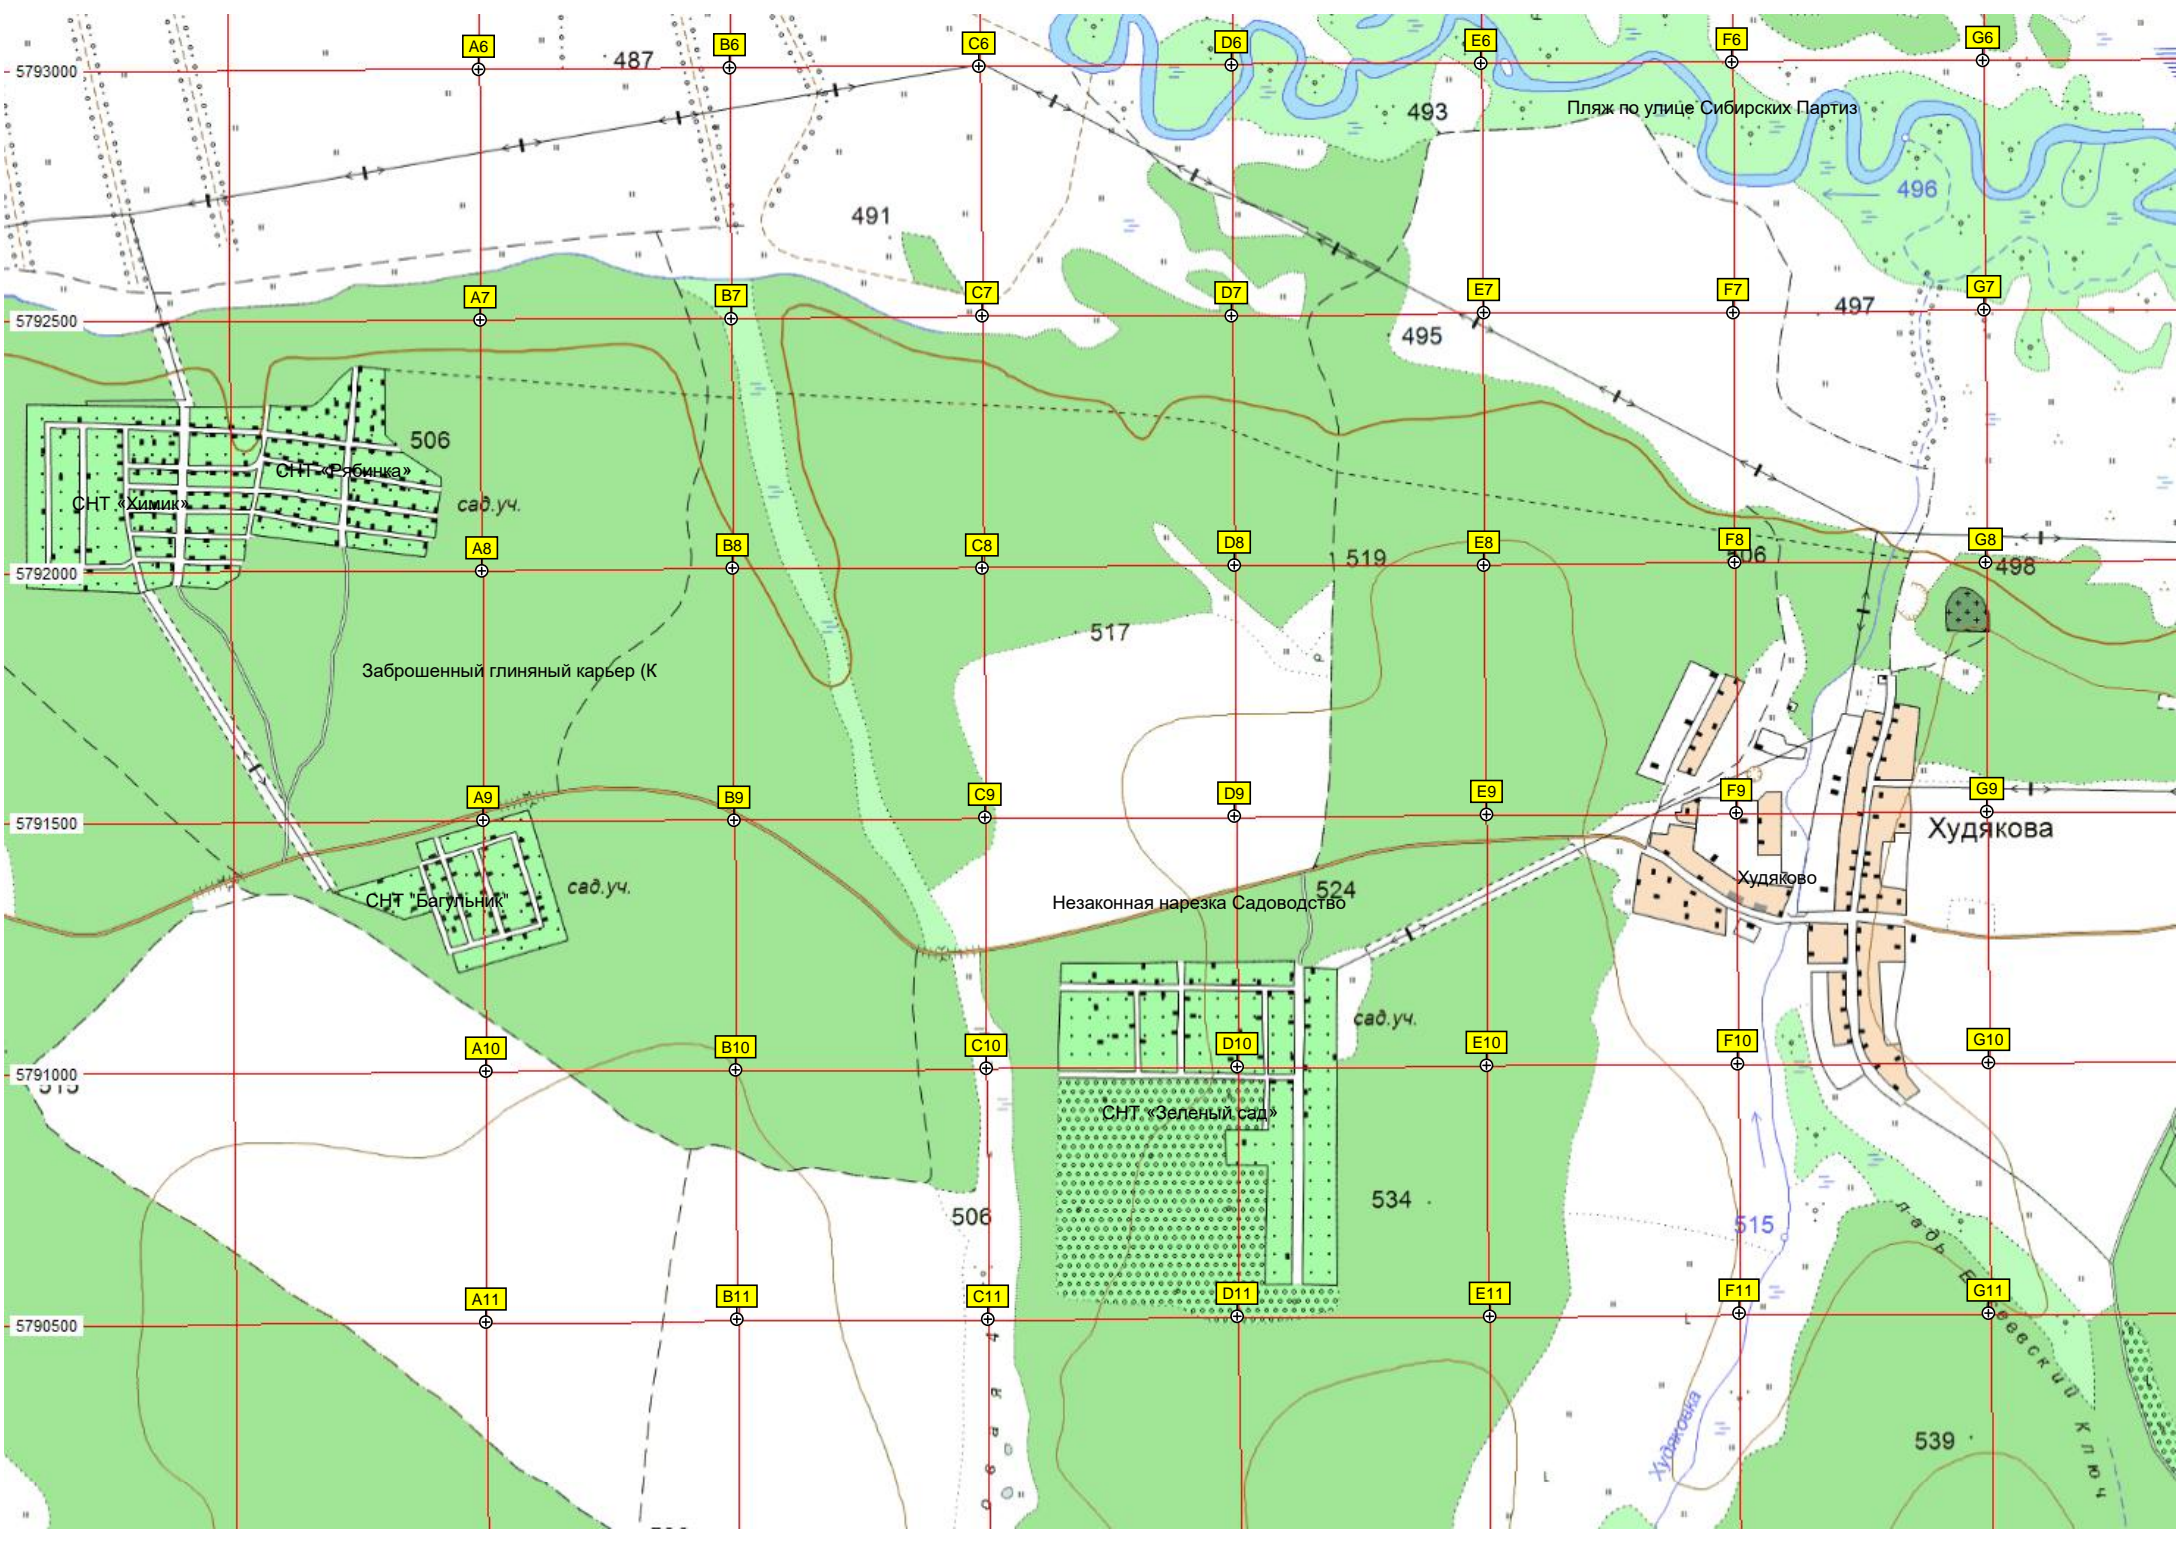 A6
B6
C6
D6
E6
F6
G6
5793000
487
493
Пляж по улице Сибирских Партиз
496
491
A7
B7
C7
D7
E7
F7
G7
5792500
497
495
506
СНТ «Рябинка»
СНТ «Химик»
сад.уч.
A8
B8
C8
D8
E8
F8
G8
5792000
519
506
498
517
Заброшенный глиняный карьер (К
A9
B9
C9
D9
E9
F9
G9
5791500
Худякова
СНТ "Багульник"
сад.уч.
Худяково
524
Незаконная нарезка Садоводство
сад.уч.
A10
B10
C10
D10
E10
F10
G10
5791000
515
СНТ «Зеленый сад»
534
506
515
падь
A11
B11
C11
D11
E11
F11
G11
5790500
Худяковка
539
Ключ